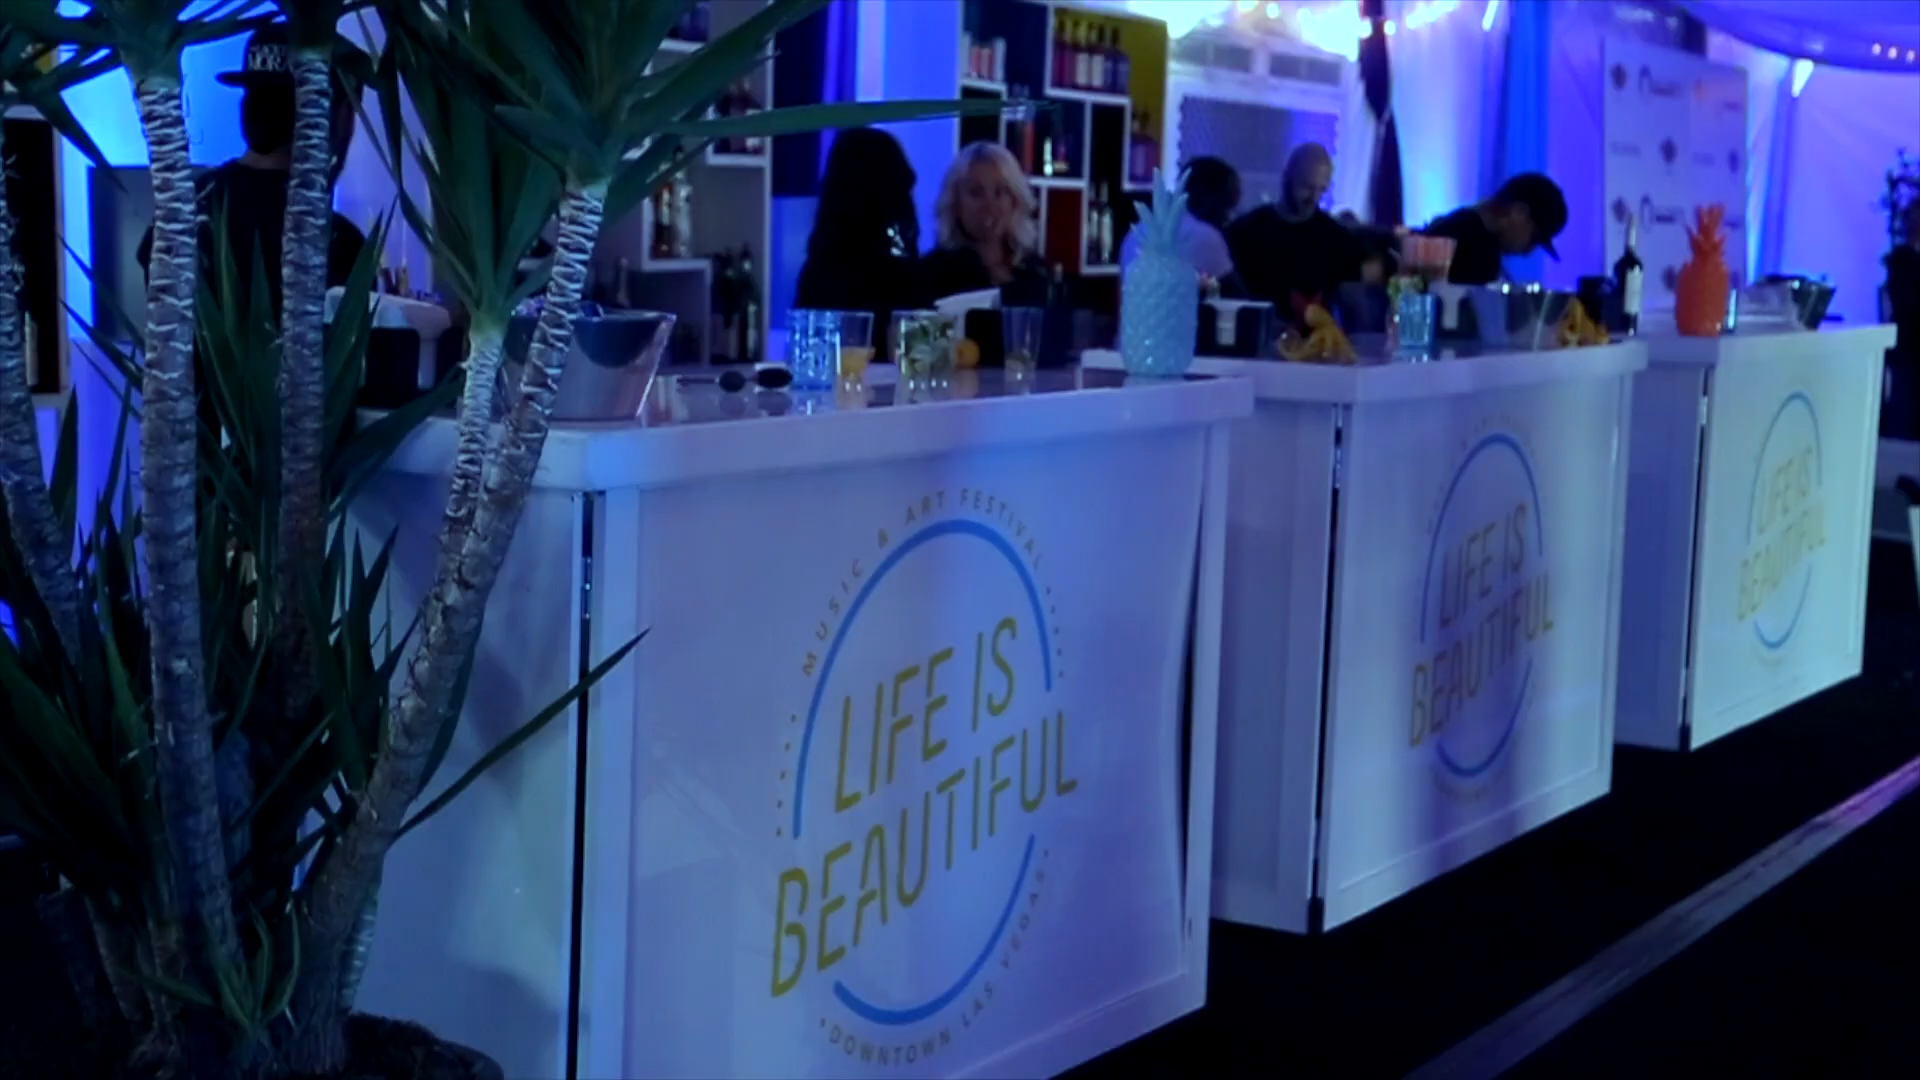 MUSIC & ART FESTIVAL
LIFE IS
BEAUTIFUL
DOWNTOWN LAS VEGAS
LIFE IS
BEAUTIFUL
LIFE IS
BEAUTIFUL